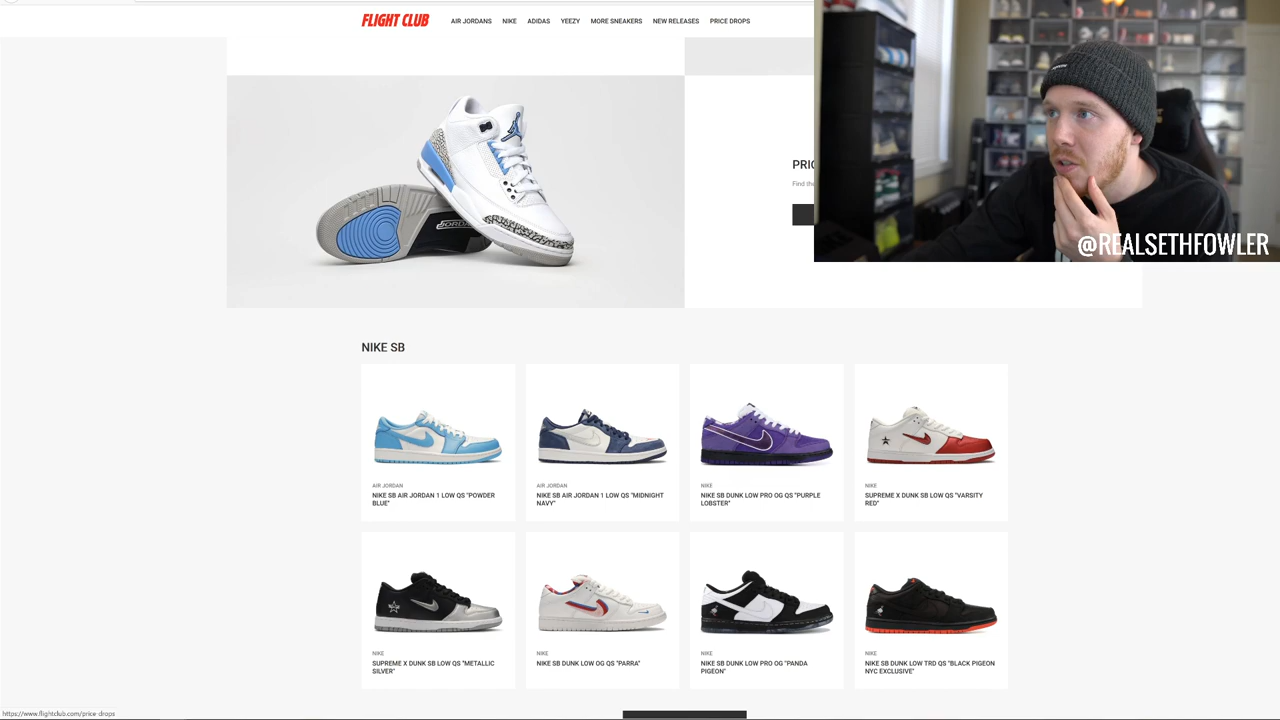 FLIGHT CLUB
AIR JORDANS NIKE ADIDAS YEEZY MORE SNEAKERS NEW RELEASES PRICE DROPS
@REALSETHFOWLER
NIKE SB
AIR JORDAN
NIKE SB AIR JORDAN 1 LOW QS "POWDER
BLUE"
AIR JORDAN
NIKE SB AIR JORDAN 1 LOW QS "MIDNIGHT
NAVY"
NIKE
NIKE SB DUNK LOW PRO OG QS "PURPLE
LOBSTER"
NIKE
SUPREME X DUNK SB LOW QS "VARSITY
RED"
NIKE
SUPREME X DUNK SB LOW QS "METALLIC
SILVER"
NIKE
NIKE SB DUNK LOW OG QS "PARRA"
NIKE
NIKE SB DUNK LOW PRO OG "PANDA
PIGEON"
NIKE
NIKE SB DUNK LOW TRD QS "BLACK PIGEON
NYC EXCLUSIVE"
https://www.flightclub.com/price-drops